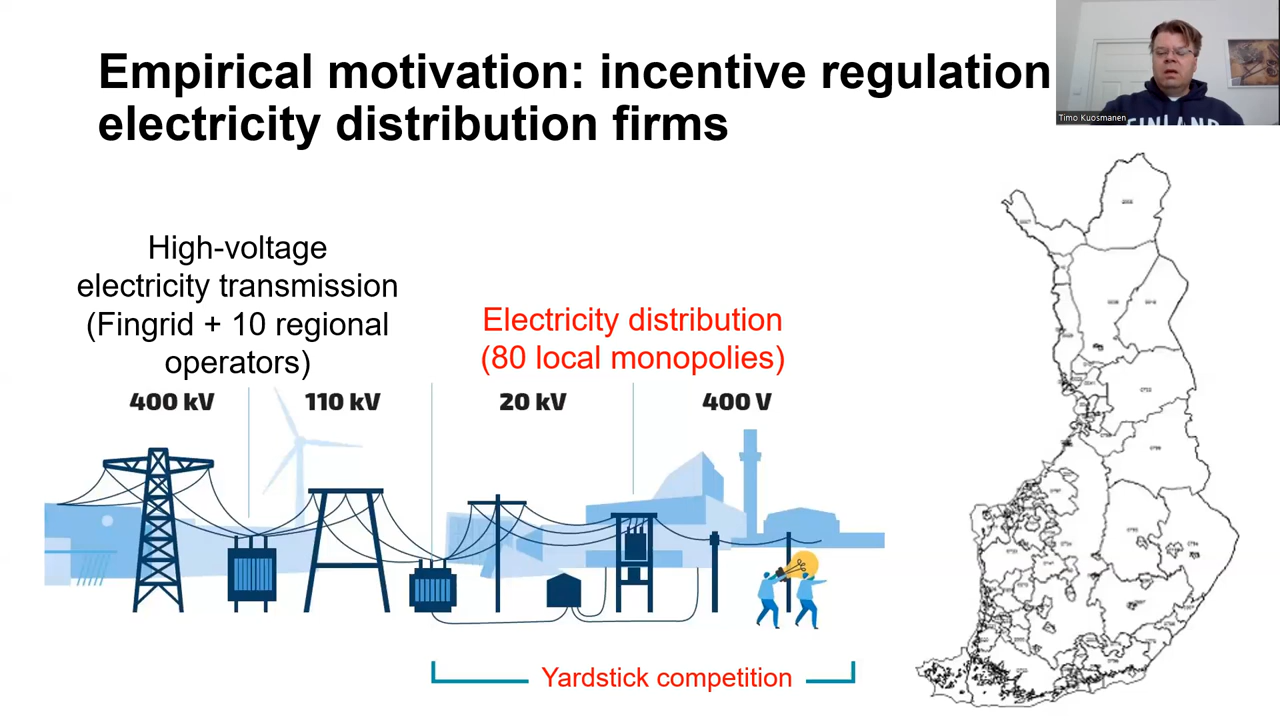 Empirical motivation: incentive regulation
electricity distribution firms
Timo Kuosmanen
High-voltage
electricity transmission
(Fingrid + 10 regional
operators)
Electricity distribution
(80 local monopolies)
400 kV
110 kV
20 kV
400 V
Yardstick competition